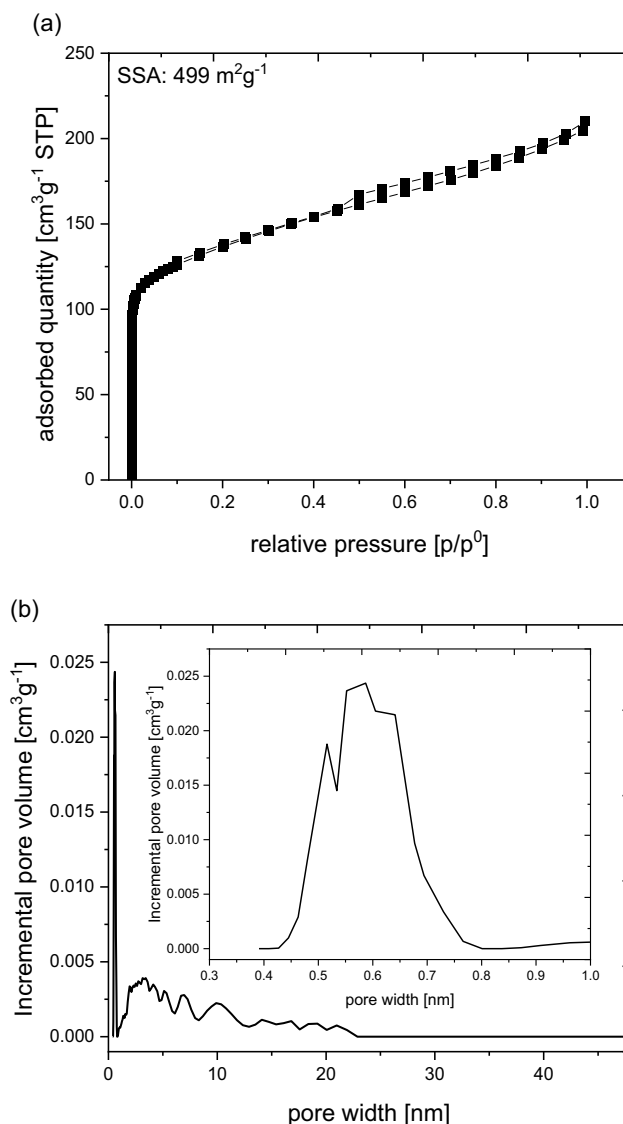 (a)
250
200
150
100
50
0
SSA: 499 m²g⁻¹
adsorbed quantity [cm³g⁻¹ STP]
0.0 0.2 0.4 0.6 0.8 1.0
relative pressure [p/p⁰]
(b)
0.025
0.020
0.015
0.010
0.005
0.000
Incremental pore volume [cm³g⁻¹]
0.025
0.020
0.015
0.010
0.005
0.000
Incremental pore volume [cm³g⁻¹]
0.3 0.4 0.5 0.6 0.7 0.8 0.9 1.0
pore width [nm]
0 10 20 30 40
pore width [nm]